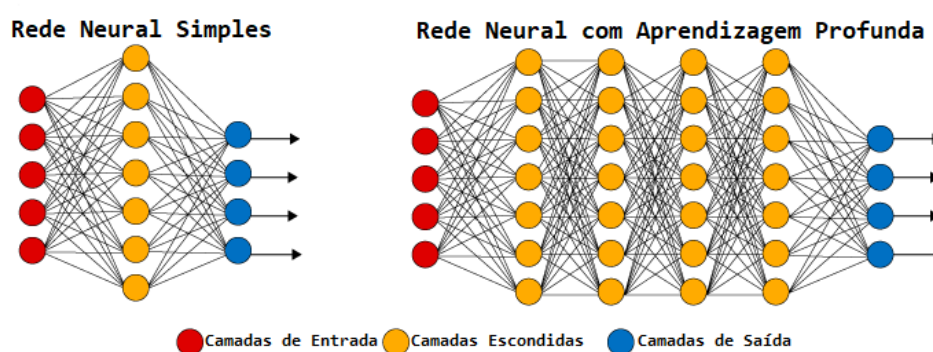 Rede Neural Simples
Rede Neural com Aprendizagem Profunda
Camadas de Entrada
Camadas Escondidas
Camadas de Saída